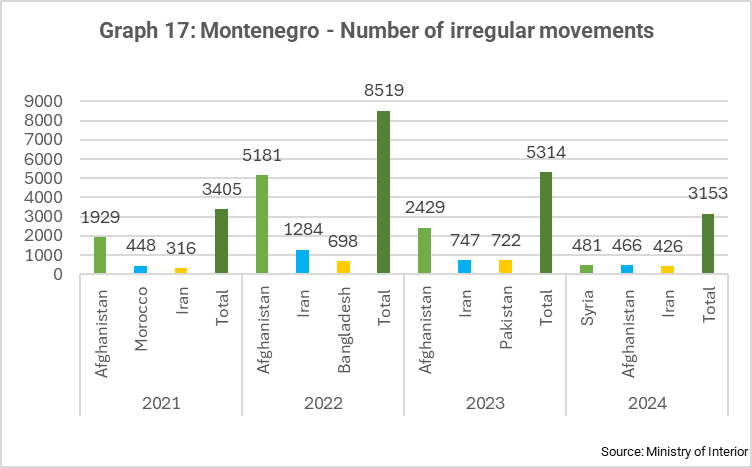 Graph 17: Montenegro - Number of irregular movements
9000
8000
7000
6000
5000
4000
3000
2000
1000
0
1929
448
316
3405
5181
1284
698
8519
2429
747
722
5314
481
466
426
3153
Afghanistan
Morocco
Iran
Total
Afghanistan
Iran
Bangladesh
Total
Afghanistan
Iran
Pakistan
Total
Syria
Afghanistan
Iran
Total
2021
2022
2023
2024
Source: Ministry of Interior